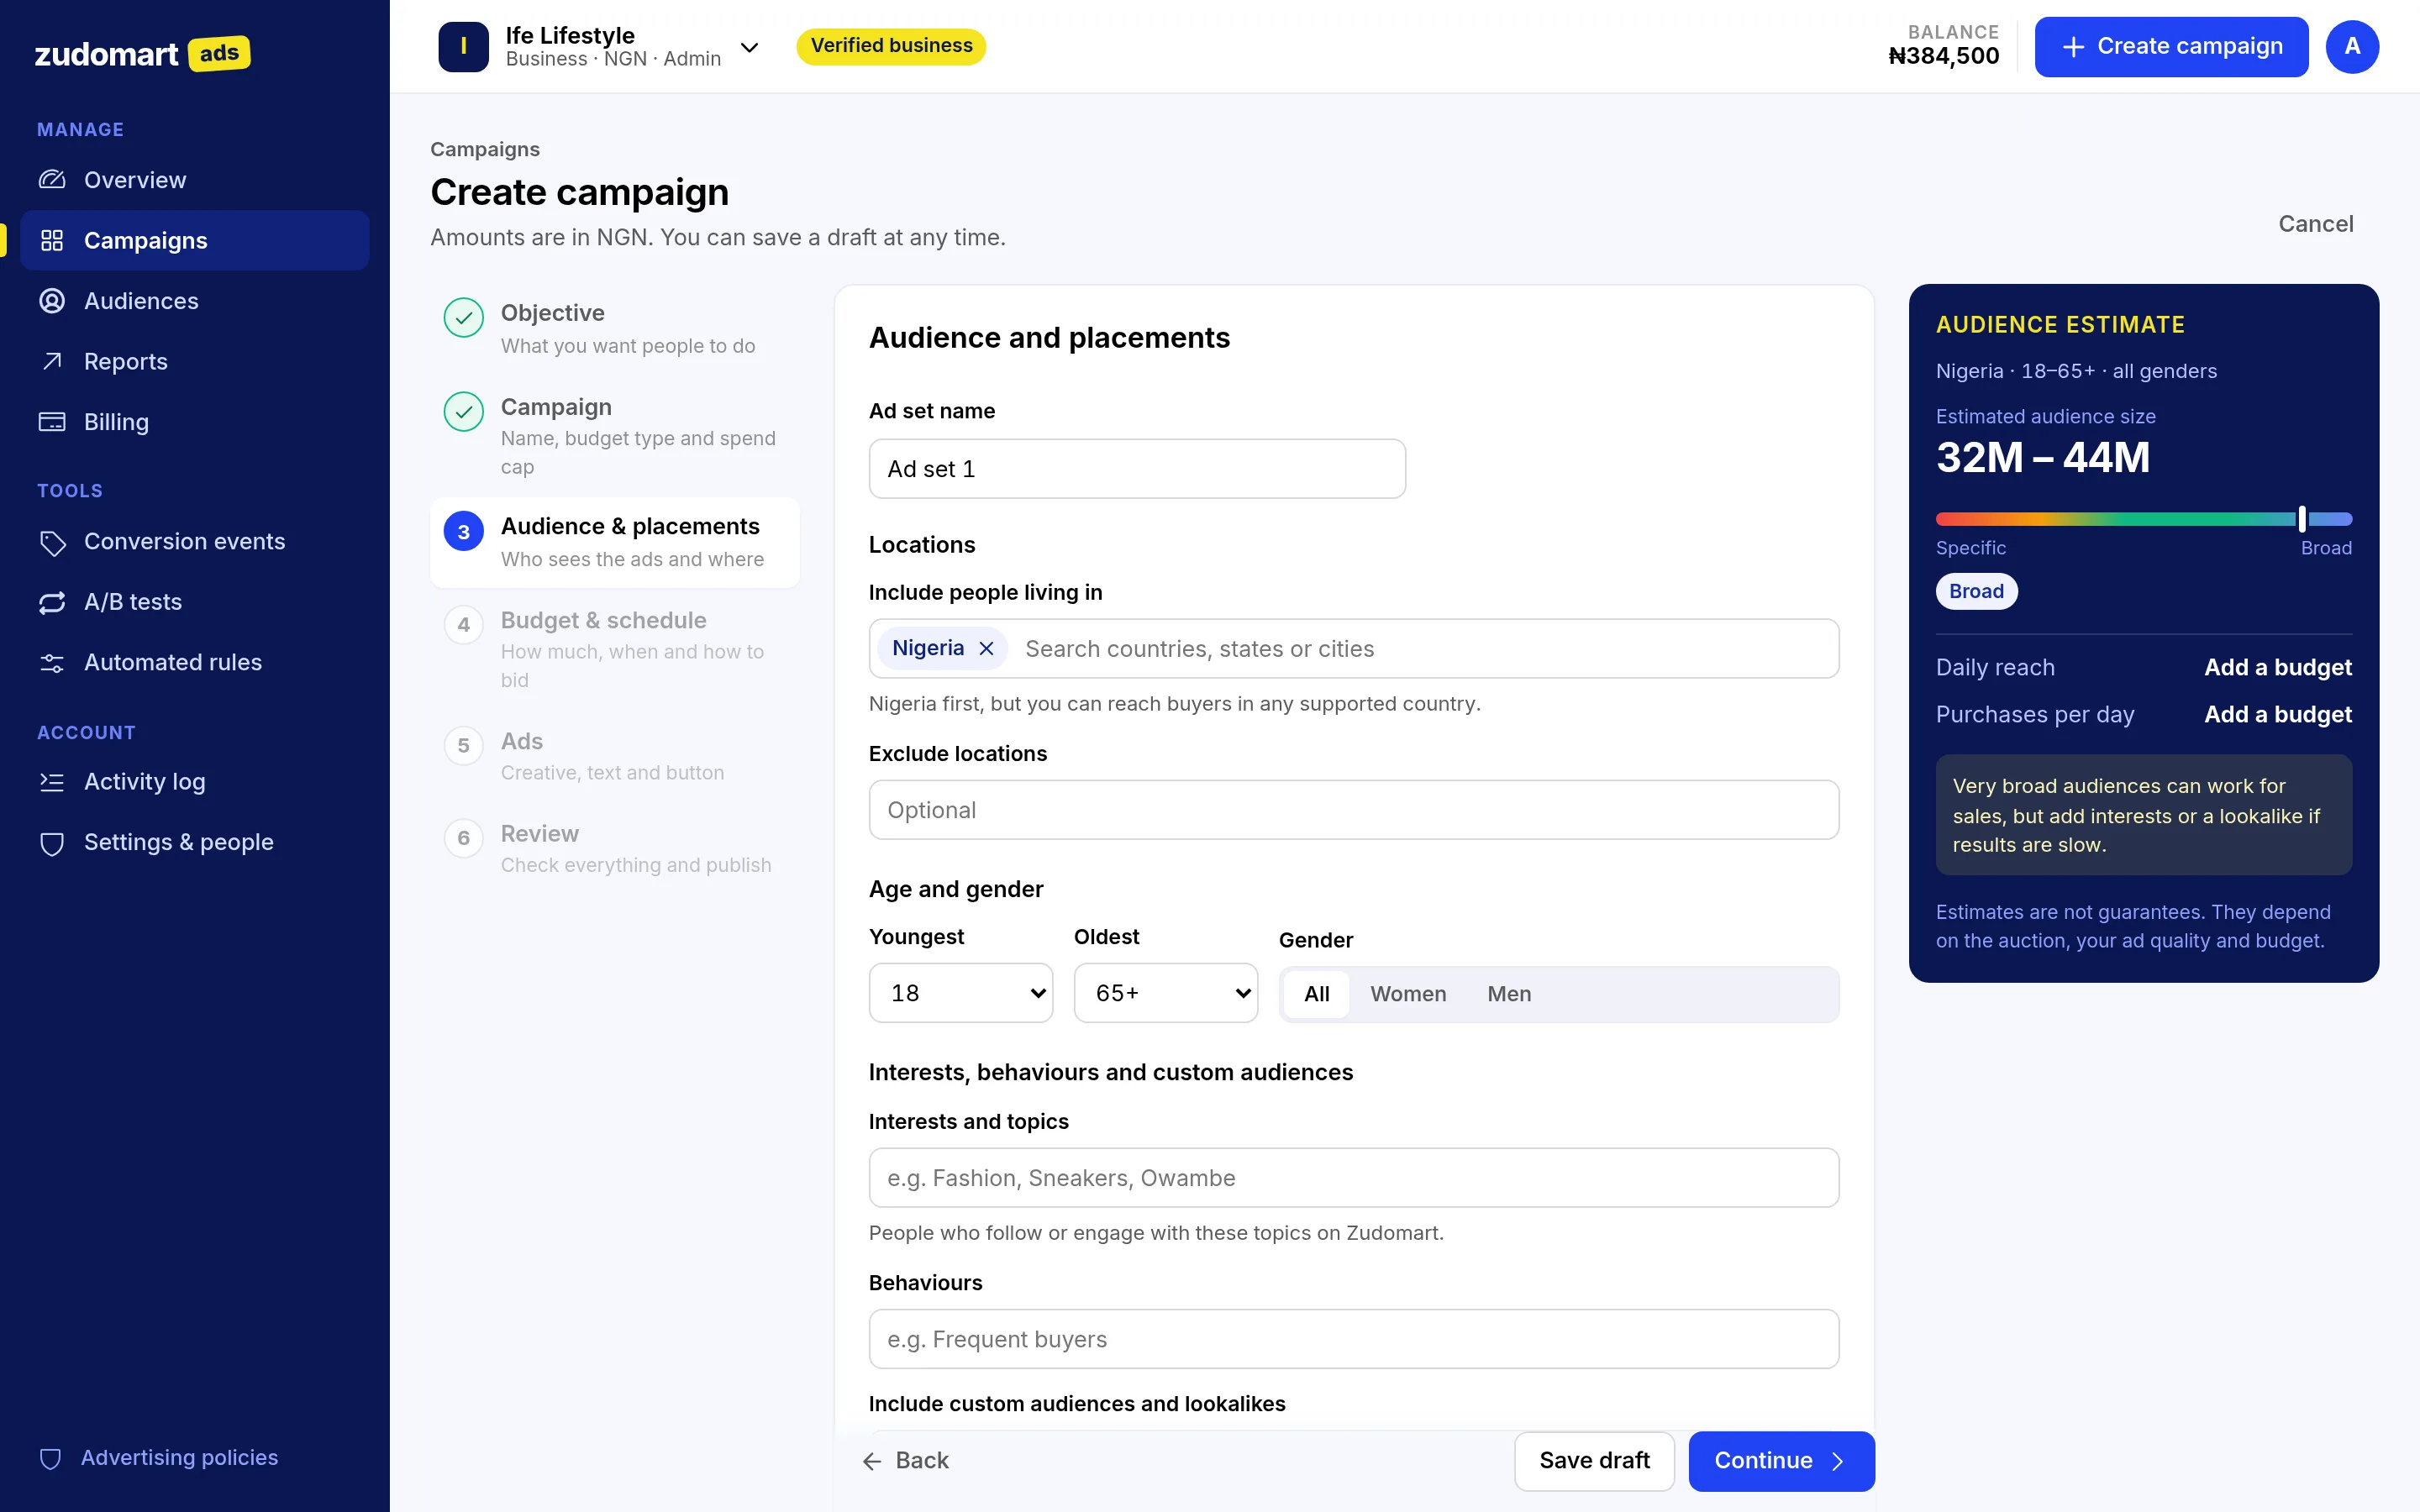 zudomart ads
MANAGE
Overview
Campaigns
Audiences
Reports
Billing
TOOLS
Conversion events
A/B tests
Automated rules
ACCOUNT
Activity log
Settings & people
Advertising policies
I
Ife Lifestyle
Business · NGN · Admin
Verified business
BALANCE
₦384,500
Create campaign
A
Campaigns
Create campaign
Amounts are in NGN. You can save a draft at any time.
Cancel
Objective
What you want people to do
Campaign
Name, budget type and spend
cap
3
Audience & placements
Who sees the ads and where
4
Budget & schedule
How much, when and how to
bid
5
Ads
Creative, text and button
6
Review
Check everything and publish
Audience and placements
Ad set name
Ad set 1
Locations
Include people living in
Nigeria
Search countries, states or cities
Nigeria first, but you can reach buyers in any supported country.
Exclude locations
Optional
Age and gender
Youngest
Oldest
Gender
18
65+
All
Women
Men
Interests, behaviours and custom audiences
Interests and topics
e.g. Fashion, Sneakers, Owambe
People who follow or engage with these topics on Zudomart.
Behaviours
e.g. Frequent buyers
Include custom audiences and lookalikes
Back
Save draft
Continue
AUDIENCE ESTIMATE
Nigeria · 18–65+ · all genders
Estimated audience size
32M – 44M
Specific
Broad
Broad
Daily reach
Add a budget
Purchases per day
Add a budget
Very broad audiences can work for
sales, but add interests or a lookalike if
results are slow.
Estimates are not guarantees. They depend
on the auction, your ad quality and budget.